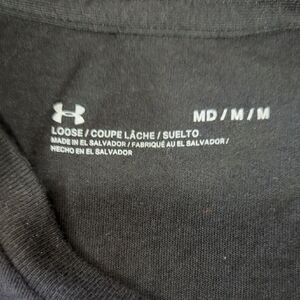 MD / M / M
LOOSE / COUPE LÂCHE / SUELTO
MADE IN EL SALVADOR / FABRIQUÉ AU EL SALVADOR /
HECHO EN EL SALVADOR